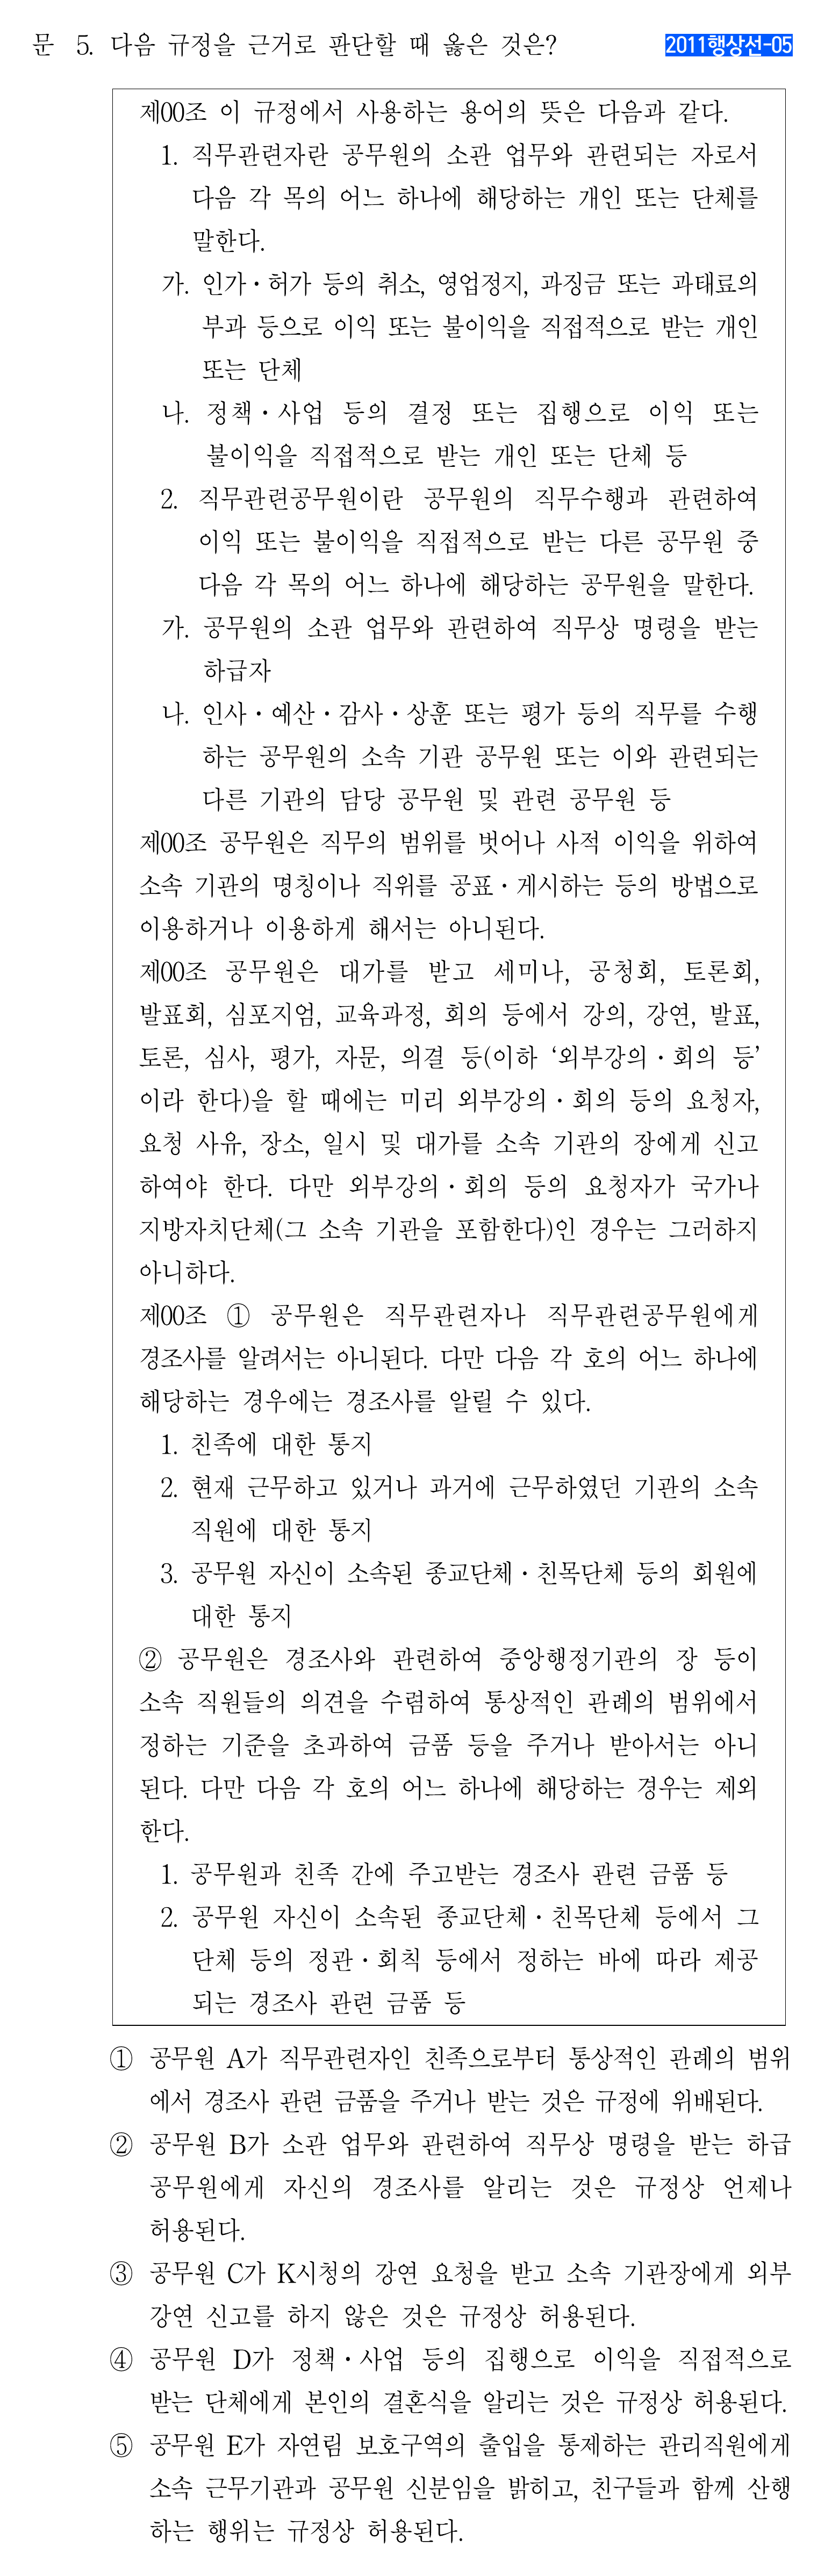 문 5. 다음 규정을 근거로 판단할 때 옳은 것은? 2011행상선-05
제00조 이 규정에서 사용하는 용어의 뜻은 다음과 같다.
1. 직무관련자란 공무원의 소관 업무와 관련되는 자로서
다음 각 목의 어느 하나에 해당하는 개인 또는 단체를
말한다.
가. 인가・허가 등의 취소, 영업정지, 과징금 또는 과태료의
부과 등으로 이익 또는 불이익을 직접적으로 받는 개인
또는 단체
나. 정책・사업 등의 결정 또는 집행으로 이익 또는
불이익을 직접적으로 받는 개인 또는 단체 등
2. 직무관련공무원이란 공무원의 직무수행과 관련하여
이익 또는 불이익을 직접적으로 받는 다른 공무원 중
다음 각 목의 어느 하나에 해당하는 공무원을 말한다.
가. 공무원의 소관 업무와 관련하여 직무상 명령을 받는
하급자
나. 인사・예산・감사・상훈 또는 평가 등의 직무를 수행
하는 공무원의 소속 기관 공무원 또는 이와 관련되는
다른 기관의 담당 공무원 및 관련 공무원 등
제00조 공무원은 직무의 범위를 벗어나 사적 이익을 위하여
소속 기관의 명칭이나 직위를 공표・게시하는 등의 방법으로
이용하거나 이용하게 해서는 아니된다.
제00조 공무원은 대가를 받고 세미나, 공청회, 토론회,
발표회, 심포지엄, 교육과정, 회의 등에서 강의, 강연, 발표,
토론, 심사, 평가, 자문, 의결 등(이하 ‘외부강의・회의 등’
이라 한다)을 할 때에는 미리 외부강의・회의 등의 요청자,
요청 사유, 장소, 일시 및 대가를 소속 기관의 장에게 신고
하여야 한다. 다만 외부강의・회의 등의 요청자가 국가나
지방자치단체(그 소속 기관을 포함한다)인 경우는 그러하지
아니하다.
제00조 ① 공무원은 직무관련자나 직무관련공무원에게
경조사를 알려서는 아니된다. 다만 다음 각 호의 어느 하나에
해당하는 경우에는 경조사를 알릴 수 있다.
1. 친족에 대한 통지
2. 현재 근무하고 있거나 과거에 근무하였던 기관의 소속
직원에 대한 통지
3. 공무원 자신이 소속된 종교단체・친목단체 등의 회원에
대한 통지
② 공무원은 경조사와 관련하여 중앙행정기관의 장 등이
소속 직원들의 의견을 수렴하여 통상적인 관례의 범위에서
정하는 기준을 초과하여 금품 등을 주거나 받아서는 아니
된다. 다만 다음 각 호의 어느 하나에 해당하는 경우는 제외
한다.
1. 공무원과 친족 간에 주고받는 경조사 관련 금품 등
2. 공무원 자신이 소속된 종교단체・친목단체 등에서 그
단체 등의 정관・회칙 등에서 정하는 바에 따라 제공
되는 경조사 관련 금품 등
① 공무원 A가 직무관련자인 친족으로부터 통상적인 관례의 범위
에서 경조사 관련 금품을 주거나 받는 것은 규정에 위배된다.
② 공무원 B가 소관 업무와 관련하여 직무상 명령을 받는 하급
공무원에게 자신의 경조사를 알리는 것은 규정상 언제나
허용된다.
③ 공무원 C가 K시청의 강연 요청을 받고 소속 기관장에게 외부
강연 신고를 하지 않은 것은 규정상 허용된다.
④ 공무원 D가 정책・사업 등의 집행으로 이익을 직접적으로
받는 단체에게 본인의 결혼식을 알리는 것은 규정상 허용된다.
⑤ 공무원 E가 자연림 보호구역의 출입을 통제하는 관리직원에게
소속 근무기관과 공무원 신분임을 밝히고, 친구들과 함께 산행
하는 행위는 규정상 허용된다.